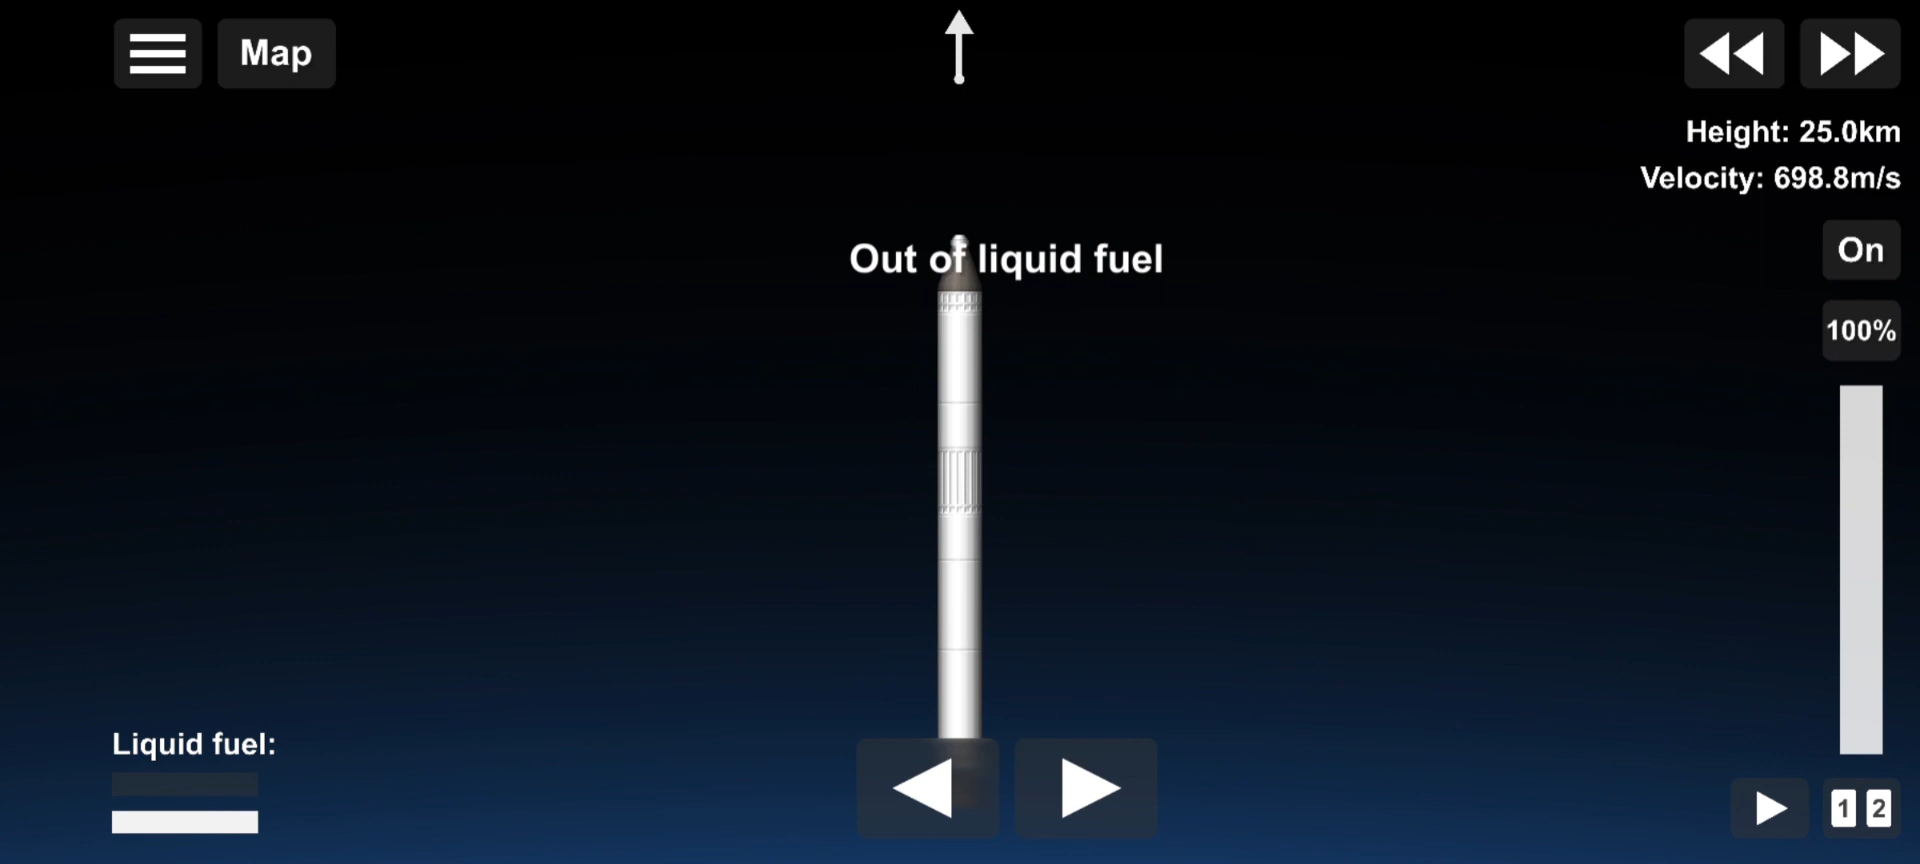 Map
Height: 25.0km
Velocity: 698.8m/s
Out of liquid fuel
On
100%
Liquid fuel:
1 2